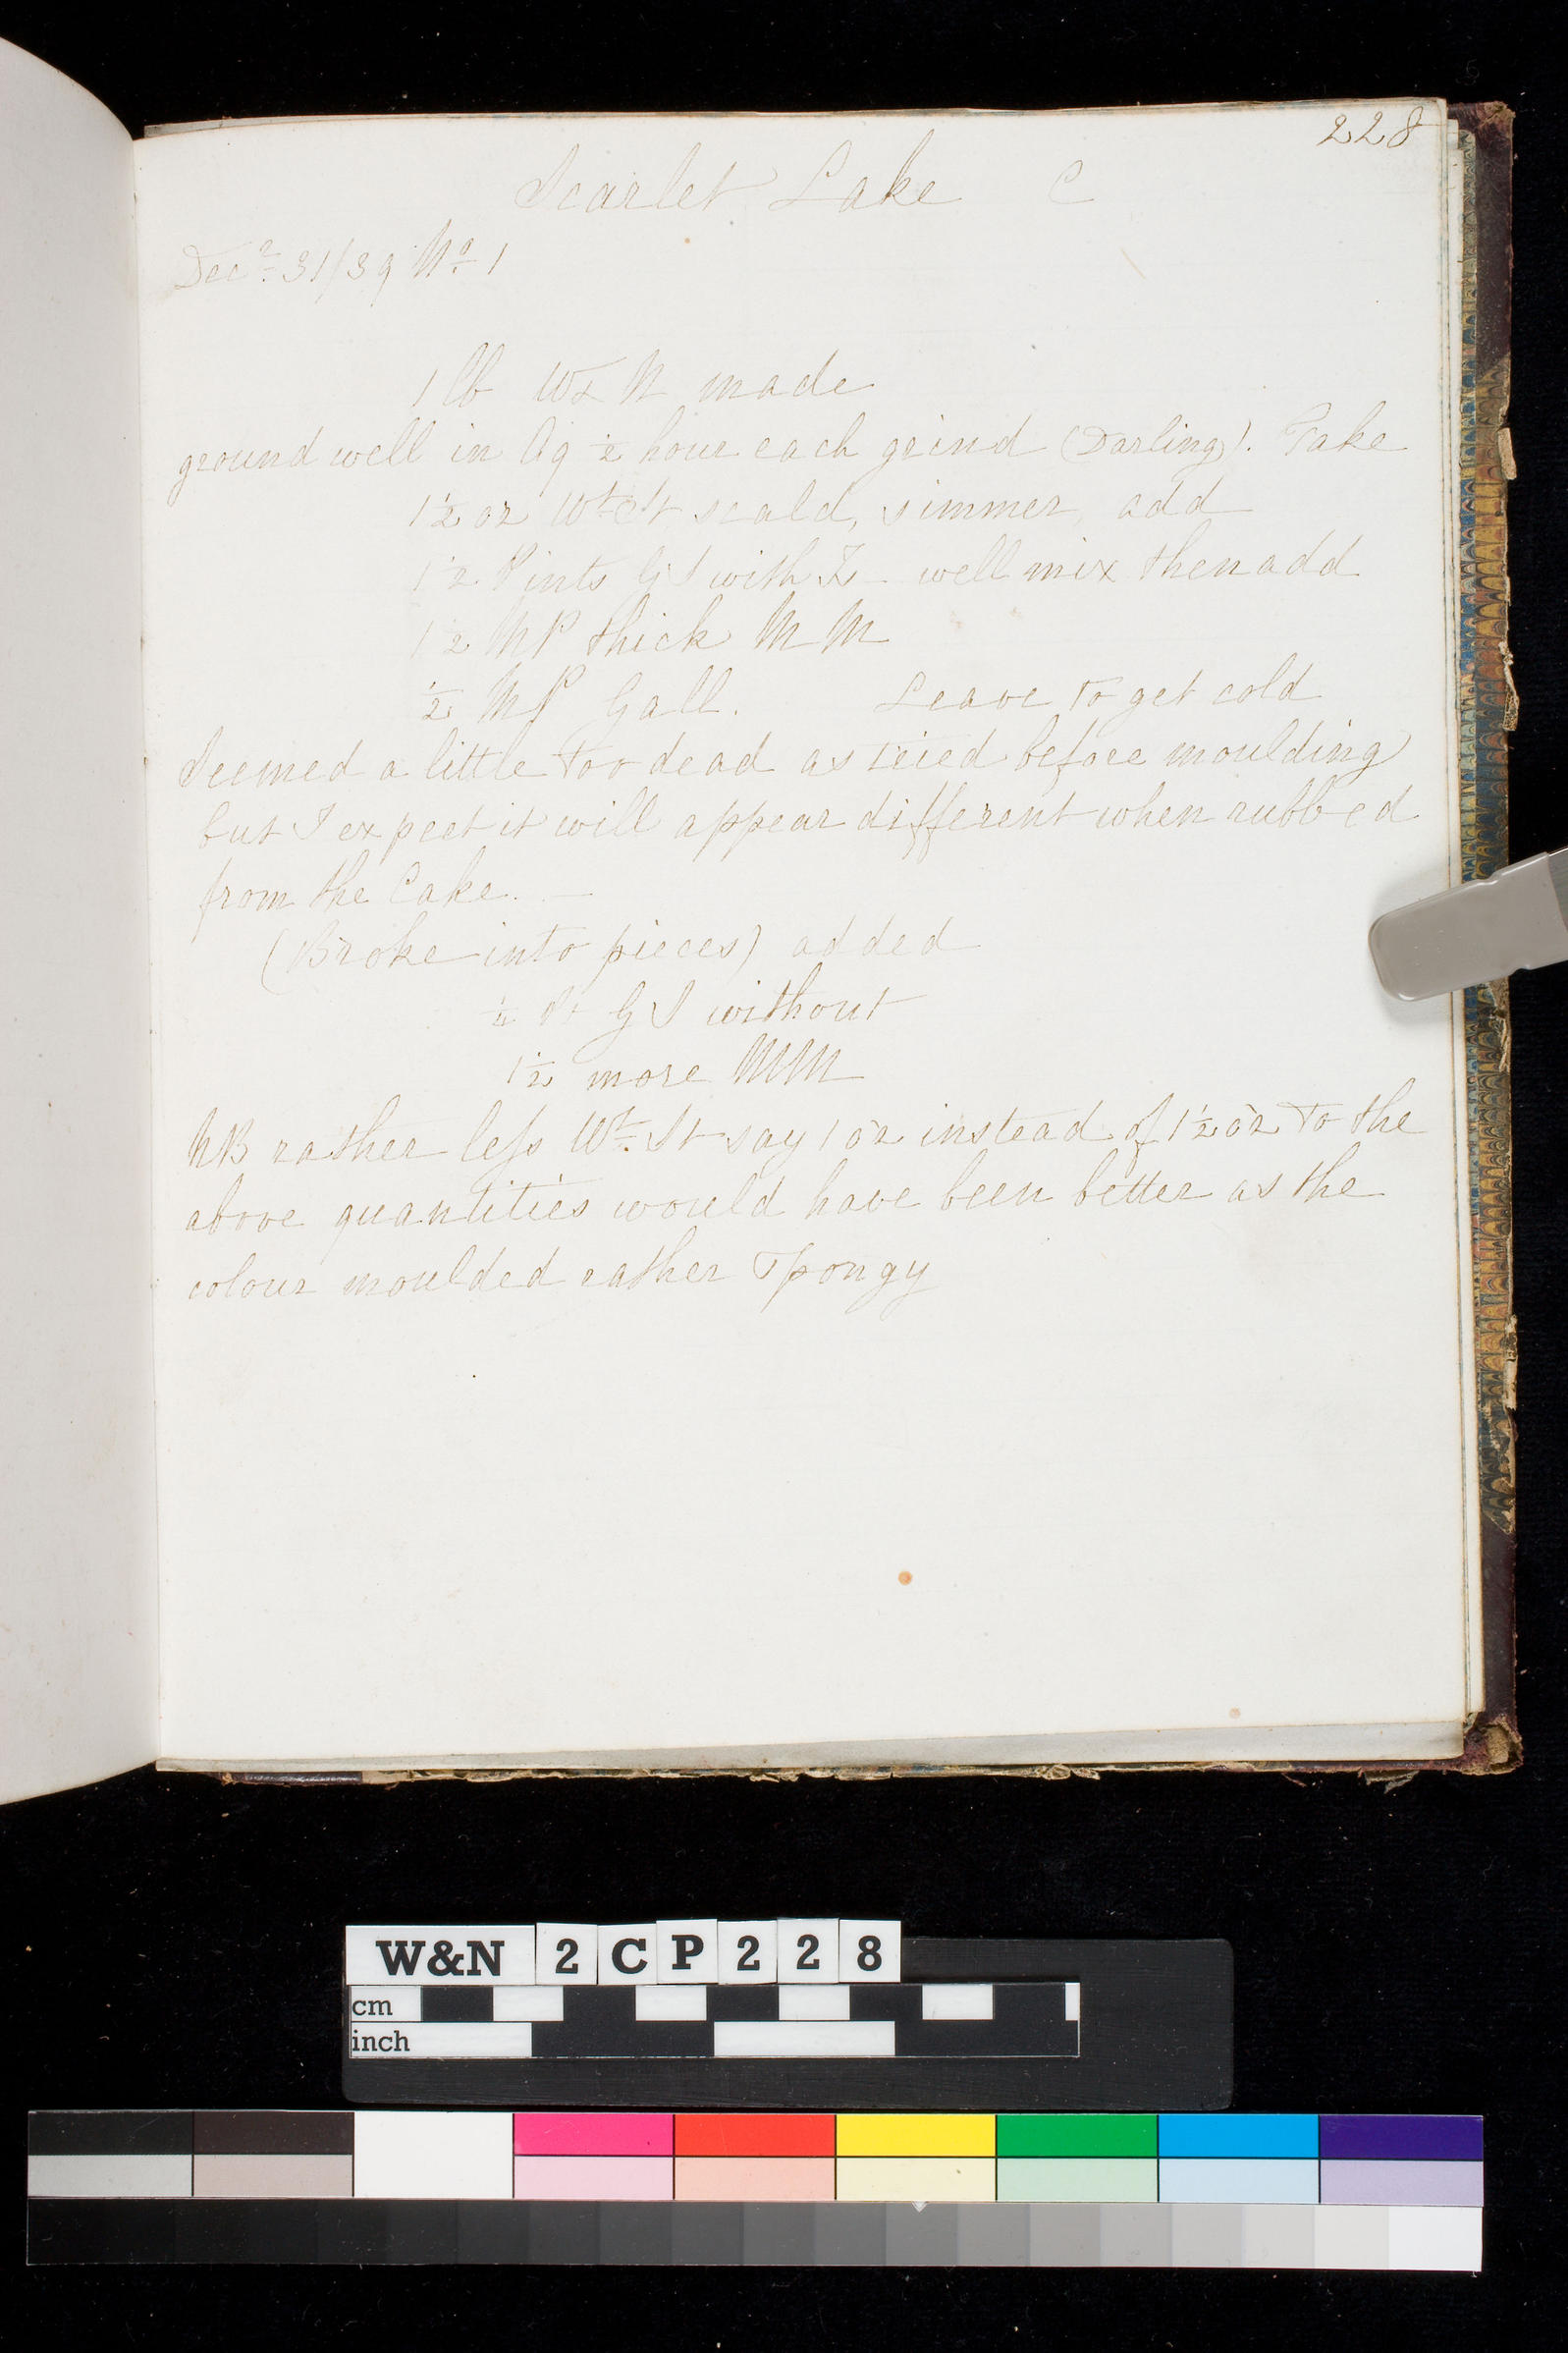 228
Scarlet Lake C
Decr 31/39 No 1
1 lb W & N made
ground well in Aq ½ hour each grind (Darling). Take
1½ oz Wt St scald, simmer, add
1½ Pints GS with Z - well mix then add
1½ MP thick MM
½ MP Gall. Leave to get cold
Seemed a little too dead as tried before moulding
but I expect it will appear different when rubbed
from the Cake. —
(Broke into pieces) added
¼ Pt GS without
1½ more MM
NB rather less Wt St say 1 oz instead of 1½ oz to the
above quantities would have been better as the
colour moulded rather Spongy
W&N 2CP228
cm
inch